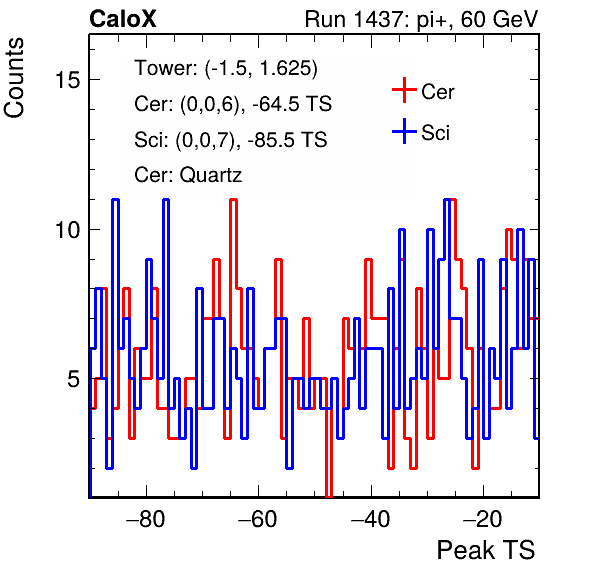 CaloX Run 1437: pi+, 60 GeV
Tower: (-1.5, 1.625)
Cer: (0,0,6), -64.5 TS
Sci: (0,0,7), -85.5 TS
Cer: Quartz
Cer
Sci
Counts
15
10
5
−80 −60 −40 −20
Peak TS